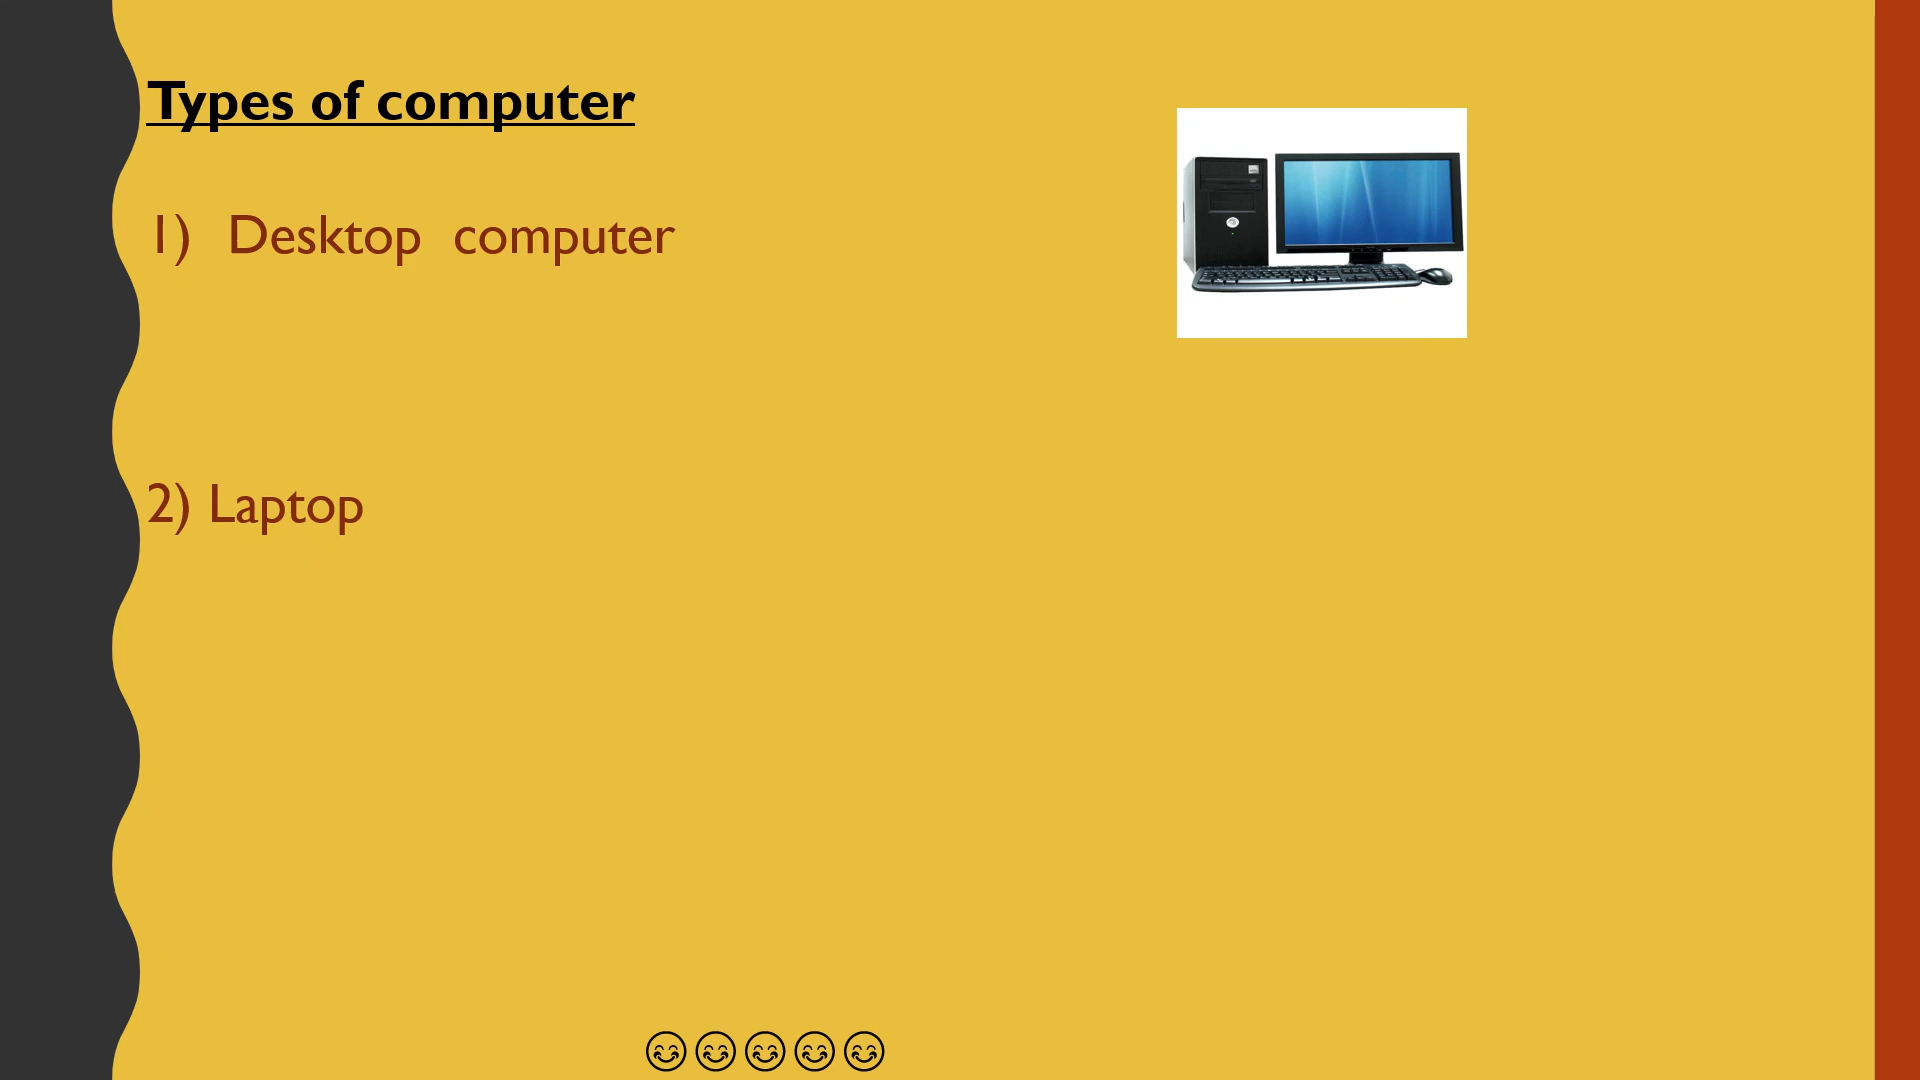 Types of computer
1) Desktop computer
2) Laptop
😊😊😊😊😊